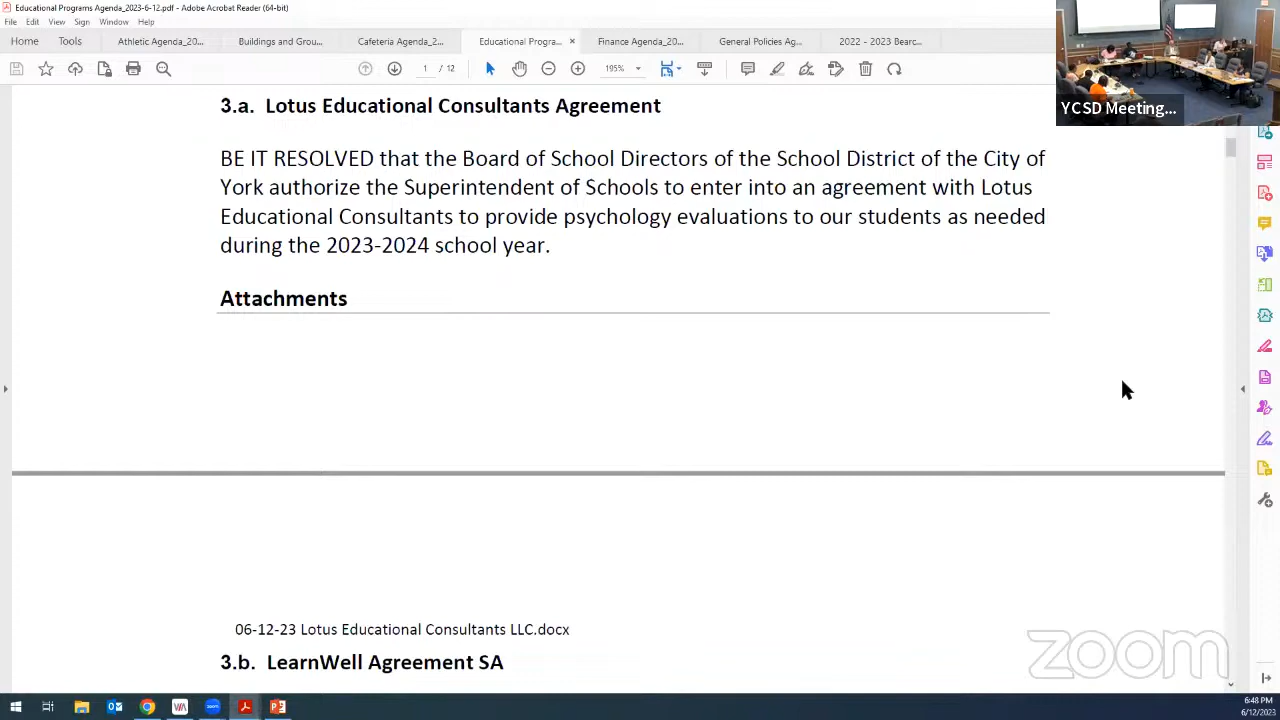 Educational Programs Agenda_2023-6-12.pdf - Adobe Acrobat Reader (64-bit)
File Edit View Sign Window Help
Home Tools Athletic Agenda_20... Buildings and Grou... Cafeteria Agenda_2... Educational Progra... × Finance Agenda_20... General Policies Ag... 2022 - 2023 Bearc...
1 / 12 195%
YCSD Meeting...
3.a. Lotus Educational Consultants Agreement
BE IT RESOLVED that the Board of School Directors of the School District of the City of
York authorize the Superintendent of Schools to enter into an agreement with Lotus
Educational Consultants to provide psychology evaluations to our students as needed
during the 2023-2024 school year.
Attachments
06-12-23 Lotus Educational Consultants LLC.docx
3.b. LearnWell Agreement SA
zoom
6:48 PM
6/12/2023